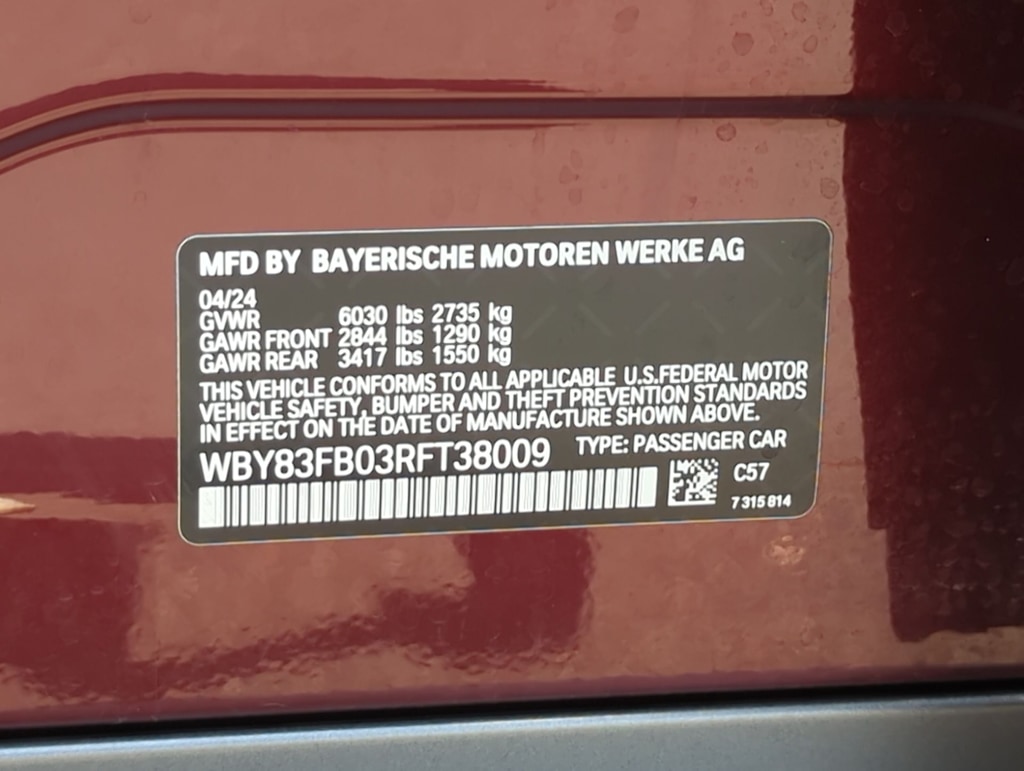 MFD BY BAYERISCHE MOTOREN WERKE AG
04/24
GVWR 6030 lbs 2735 kg
GAWR FRONT 2844 lbs 1290 kg
GAWR REAR 3417 lbs 1550 kg
THIS VEHICLE CONFORMS TO ALL APPLICABLE U.S.FEDERAL MOTOR
VEHICLE SAFETY, BUMPER AND THEFT PREVENTION STANDARDS
IN EFFECT ON THE DATE OF MANUFACTURE SHOWN ABOVE.
WBY83FB03RFT38009 TYPE: PASSENGER CAR
C57
7 315 814